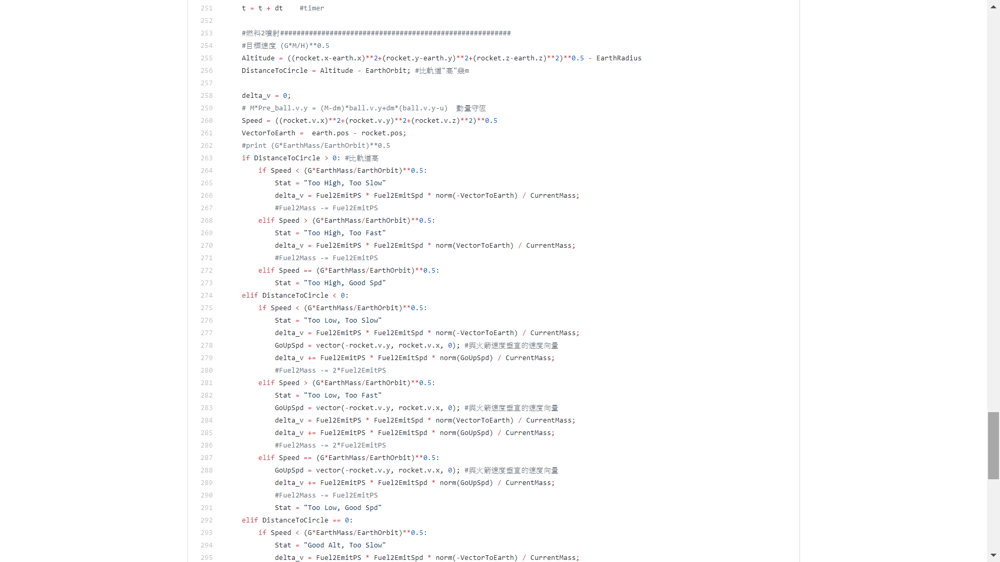 251 t = t + dt    #timer
252
253 #燃料2噴射########################################################
254 #目標速度 (G*M/H)**0.5
255 Altitude = ((rocket.x-earth.x)**2+(rocket.y-earth.y)**2+(rocket.z-earth.z)**2)**0.5 - EarthRadius
256 DistanceToCircle = Altitude - EarthOrbit; #比軌道"高"幾m
257
258 delta_v = 0;
259 # M*Pre_ball.v.y = (M-dm)*ball.v.y+dm*(ball.v.y-u)  動量守恆
260 Speed = ((rocket.v.x)**2+(rocket.v.y)**2+(rocket.v.z)**2)**0.5
261 VectorToEarth =  earth.pos - rocket.pos;
262 #print (G*EarthMass/EarthOrbit)**0.5
263 if DistanceToCircle > 0: #比軌道高
264     if Speed < (G*EarthMass/EarthOrbit)**0.5:
265         Stat = "Too High, Too Slow"
266         delta_v = Fuel2EmitPS * Fuel2EmitSpd * norm(-VectorToEarth) / CurrentMass;
267         #Fuel2Mass -= Fuel2EmitPS
268     elif Speed > (G*EarthMass/EarthOrbit)**0.5:
269         Stat = "Too High, Too Fast"
270         delta_v = Fuel2EmitPS * Fuel2EmitSpd * norm(VectorToEarth) / CurrentMass;
271         #Fuel2Mass -= Fuel2EmitPS
272     elif Speed == (G*EarthMass/EarthOrbit)**0.5:
273         Stat = "Too High, Good Spd"
274 elif DistanceToCircle < 0:
275     if Speed < (G*EarthMass/EarthOrbit)**0.5:
276         Stat = "Too Low, Too Slow"
277         delta_v = Fuel2EmitPS * Fuel2EmitSpd * norm(-VectorToEarth) / CurrentMass;
278         GoUpSpd = vector(-rocket.v.y, rocket.v.x, 0); #與火箭速度垂直的速度向量
279         delta_v += Fuel2EmitPS * Fuel2EmitSpd * norm(GoUpSpd) / CurrentMass;
280         #Fuel2Mass -= 2*Fuel2EmitPS
281     elif Speed > (G*EarthMass/EarthOrbit)**0.5:
282         Stat = "Too Low, Too Fast"
283         GoUpSpd = vector(-rocket.v.y, rocket.v.x, 0); #與火箭速度垂直的速度向量
284         delta_v = Fuel2EmitPS * Fuel2EmitSpd * norm(VectorToEarth) / CurrentMass;
285         delta_v += Fuel2EmitPS * Fuel2EmitSpd * norm(GoUpSpd) / CurrentMass;
286         #Fuel2Mass -= 2*Fuel2EmitPS
287     elif Speed == (G*EarthMass/EarthOrbit)**0.5:
288         GoUpSpd = vector(-rocket.v.y, rocket.v.x, 0); #與火箭速度垂直的速度向量
289         delta_v += Fuel2EmitPS * Fuel2EmitSpd * norm(GoUpSpd) / CurrentMass;
290         #Fuel2Mass -= Fuel2EmitPS
291         Stat = "Too Low, Good Spd"
292 elif DistanceToCircle == 0:
293     if Speed < (G*EarthMass/EarthOrbit)**0.5:
294         Stat = "Good Alt, Too Slow"
295         delta_v = Fuel2EmitPS * Fuel2EmitSpd * norm(-VectorToEarth) / CurrentMass;